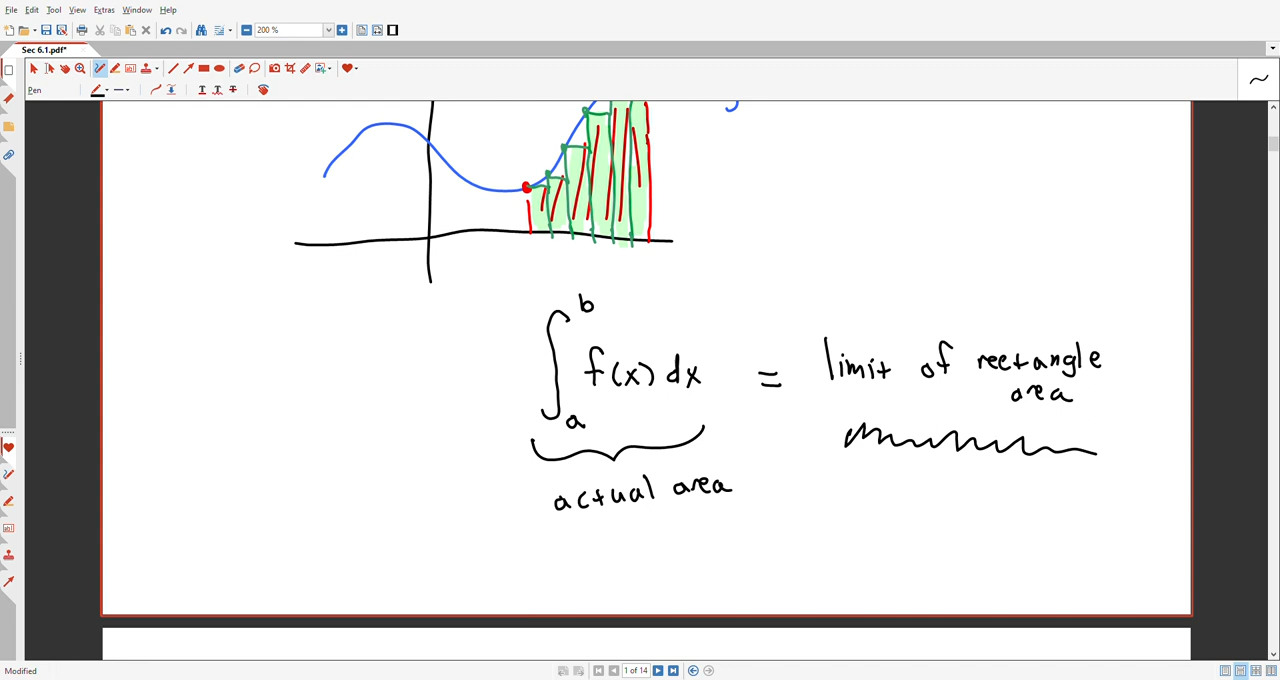 File Edit Tool View Extras Window Help
200 %
Sec 6.1.pdf*
Pen
b
∫ f(x) dx = limit of rectangle
a area
actual area
Modified
1 of 14